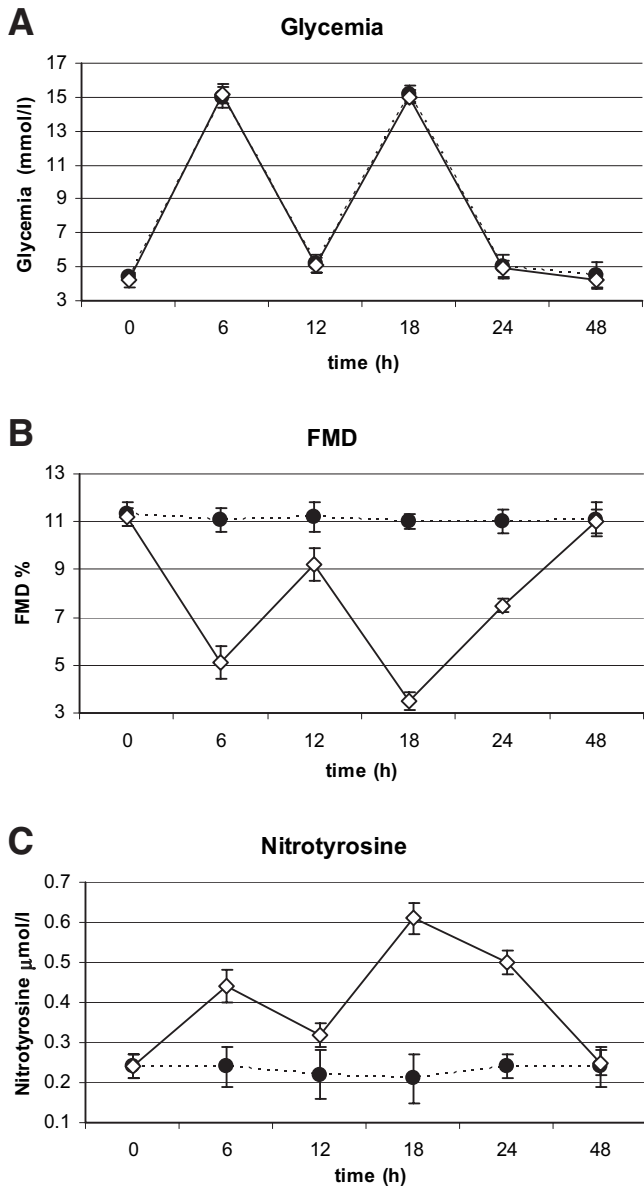 A
Glycemia
17
15
13
11
9
7
5
3
Glycemia (mmol/l)
0 6 12 18 24 48
time (h)
B
FMD
13
11
9
7
5
3
FMD %
0 6 12 18 24 48
time (h)
C
Nitrotyrosine
0.7
0.6
0.5
0.4
0.3
0.2
0.1
Nitrotyrosine µmol/l
0 6 12 18 24 48
time (h)